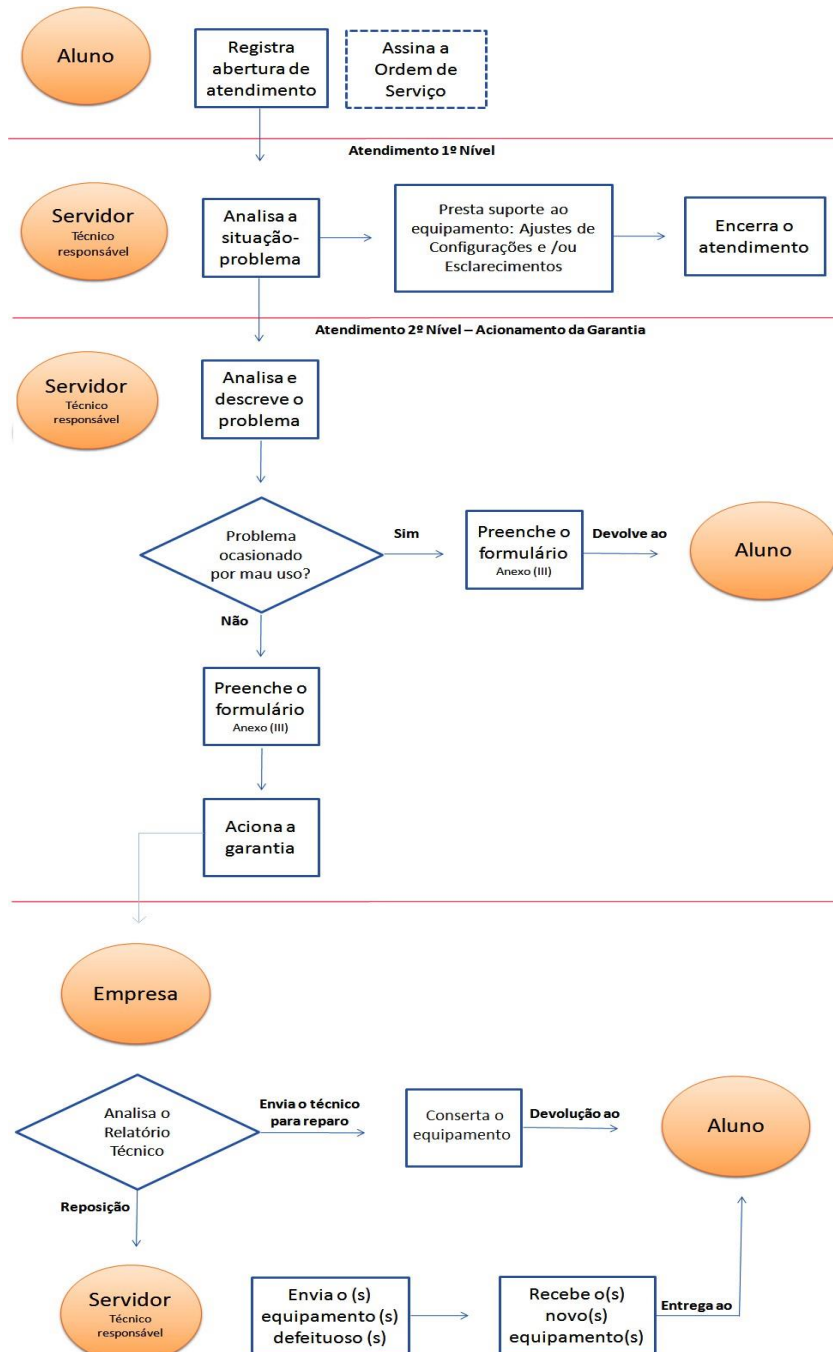 Aluno
Registra
abertura de
atendimento
Assina a
Ordem de
Serviço
Atendimento 1º Nível
Servidor
Técnico
responsável
Analisa a
situação-
problema
Presta suporte ao
equipamento: Ajustes de
Configurações e /ou
Esclarecimentos
Encerra o
atendimento
Atendimento 2º Nível – Acionamento da Garantia
Servidor
Técnico
responsável
Analisa e
descreve o
problema
Problema
ocasionado
por mau uso?
Sim
Preenche o
formulário
Anexo (III)
Devolve ao
Aluno
Não
Preenche o
formulário
Anexo (III)
Aciona a
garantia
Empresa
Analisa o
Relatório
Técnico
Envia o técnico
para reparo
Conserta o
equipamento
Devolução ao
Aluno
Reposição
Servidor
Técnico
responsável
Envia o (s)
equipamento (s)
defeituoso (s)
Recebe o(s)
novo(s)
equipamento(s)
Entrega ao